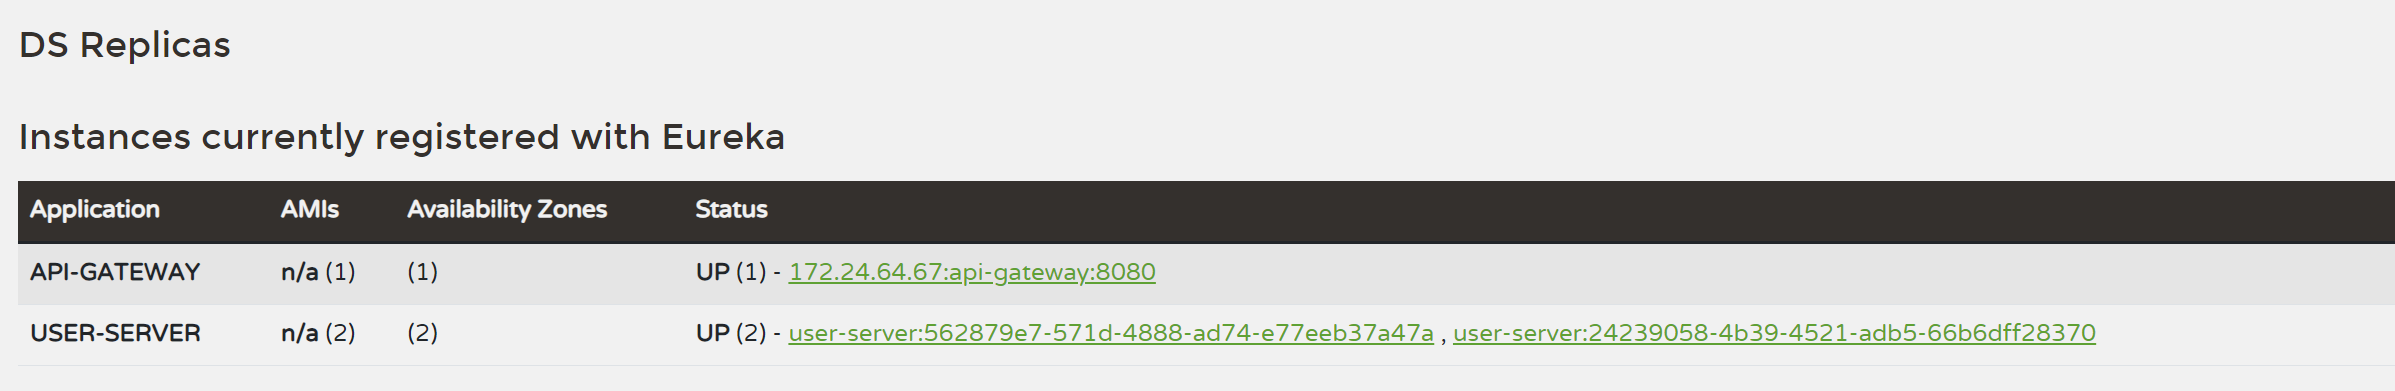 DS Replicas
Instances currently registered with Eureka
Application AMIs Availability Zones Status
API-GATEWAY n/a (1) (1) UP (1) - 172.24.64.67:api-gateway:8080
USER-SERVER n/a (2) (2) UP (2) - user-server:562879e7-571d-4888-ad74-e77eeb37a47a , user-server:24239058-4b39-4521-adb5-66b6dff28370